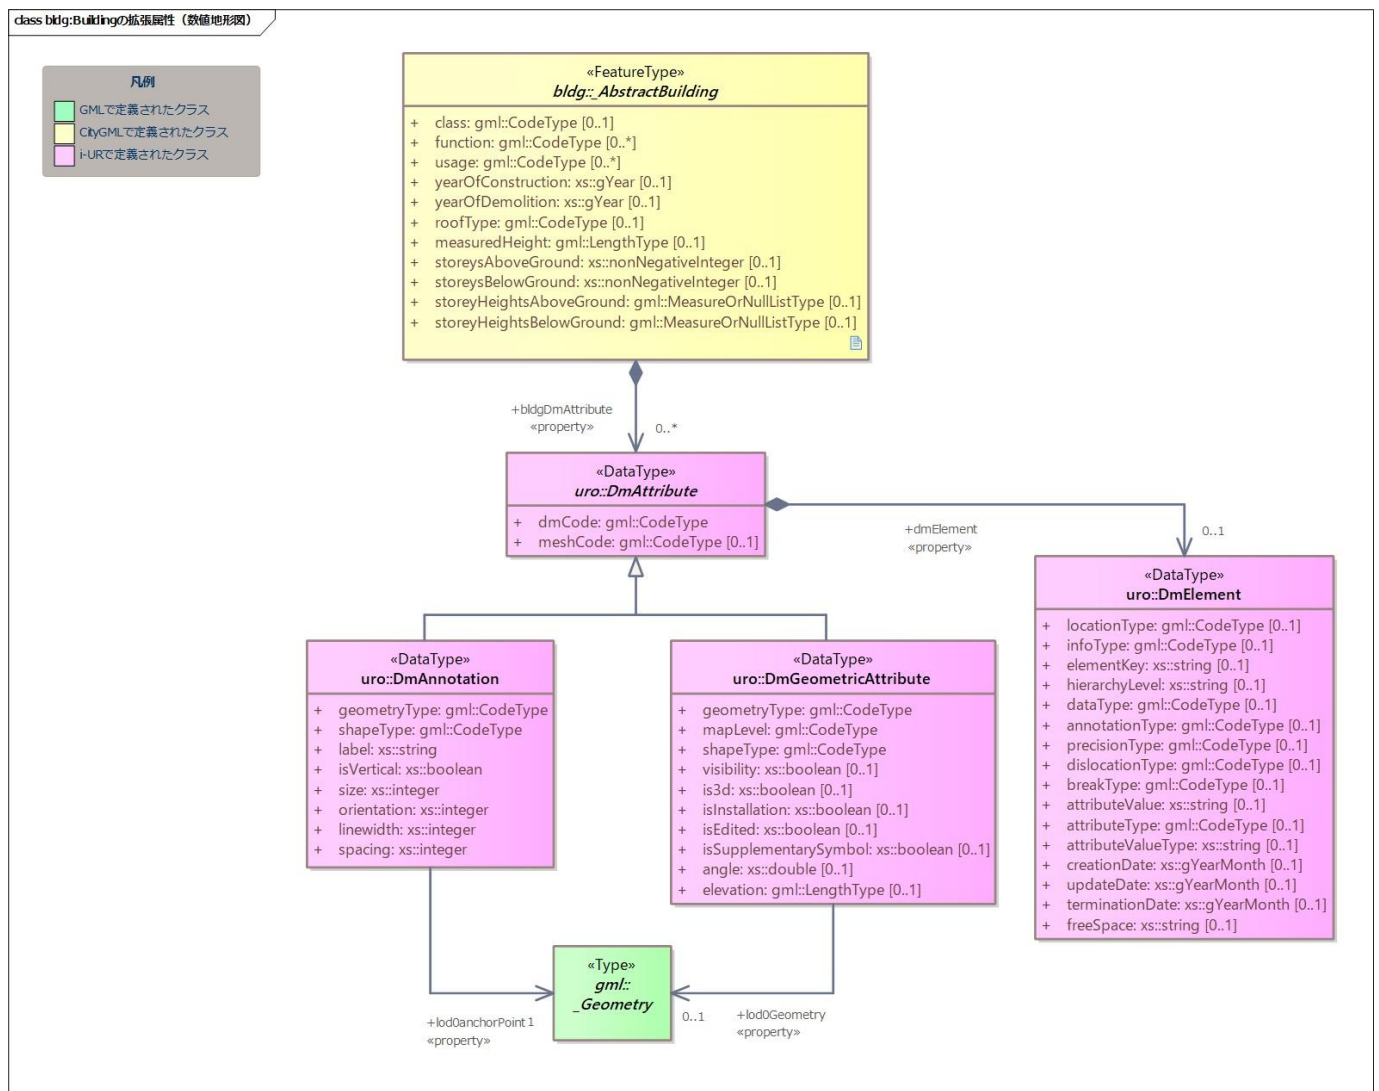 class bldg:Buildingの拡張属性（数値地形図）
凡例
GMLで定義されたクラス
CityGMLで定義されたクラス
i-URで定義されたクラス
«FeatureType»
bldg::_AbstractBuilding
+ class: gml::CodeType [0..1]
+ function: gml::CodeType [0..*]
+ usage: gml::CodeType [0..*]
+ yearOfConstruction: xs::gYear [0..1]
+ yearOfDemolition: xs::gYear [0..1]
+ roofType: gml::CodeType [0..1]
+ measuredHeight: gml::LengthType [0..1]
+ storeysAboveGround: xs::nonNegativeInteger [0..1]
+ storeysBelowGround: xs::nonNegativeInteger [0..1]
+ storeyHeightsAboveGround: gml::MeasureOrNullListType [0..1]
+ storeyHeightsBelowGround: gml::MeasureOrNullListType [0..1]
+bldgDmAttribute
«property»
0..*
«DataType»
uro::DmAttribute
+ dmCode: gml::CodeType
+ meshCode: gml::CodeType [0..1]
+dmElement
«property»
0..1
«DataType»
uro::DmElement
+ locationType: gml::CodeType [0..1]
+ infoType: gml::CodeType [0..1]
+ elementKey: xs::string [0..1]
+ hierarchyLevel: xs::string [0..1]
+ dataType: gml::CodeType [0..1]
+ annotationType: gml::CodeType [0..1]
+ precisionType: gml::CodeType [0..1]
+ dislocationType: gml::CodeType [0..1]
+ breakType: gml::CodeType [0..1]
+ attributeValue: xs::string [0..1]
+ attributeType: gml::CodeType [0..1]
+ attributeValueType: xs::string [0..1]
+ creationDate: xs::gYearMonth [0..1]
+ updateDate: xs::gYearMonth [0..1]
+ terminationDate: xs::gYearMonth [0..1]
+ freeSpace: xs::string [0..1]
«DataType»
uro::DmAnnotation
+ geometryType: gml::CodeType
+ shapeType: gml::CodeType
+ label: xs::string
+ isVertical: xs::boolean
+ size: xs::integer
+ orientation: xs::integer
+ linewidth: xs::integer
+ spacing: xs::integer
«DataType»
uro::DmGeometricAttribute
+ geometryType: gml::CodeType
+ mapLevel: gml::CodeType
+ shapeType: gml::CodeType
+ visibility: xs::boolean [0..1]
+ is3d: xs::boolean [0..1]
+ isInstallation: xs::boolean [0..1]
+ isEdited: xs::boolean [0..1]
+ isSupplementarySymbol: xs::boolean [0..1]
+ angle: xs::double [0..1]
+ elevation: gml::LengthType [0..1]
«Type»
gml::
_Geometry
+lod0anchorPoint 1
«property»
0..1
+lod0Geometry
«property»